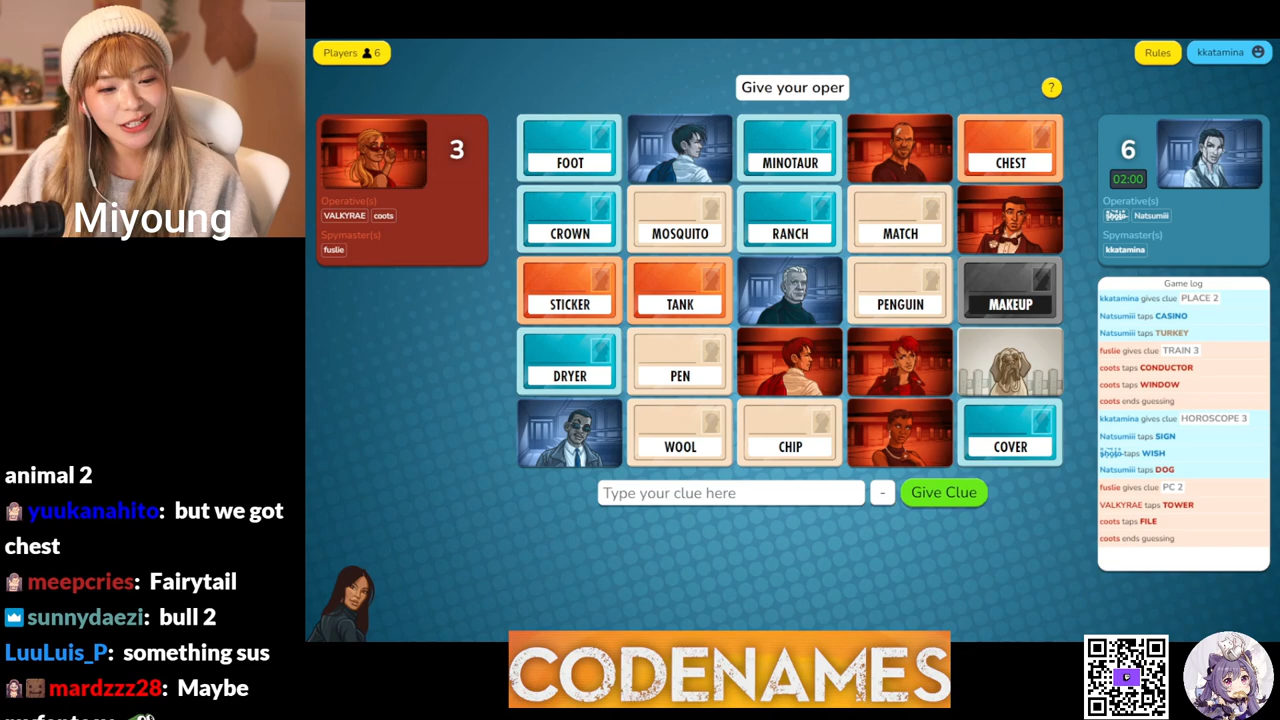 Players 6
Rules
kkatamina
Give your oper
?
3
Operative(s)
VALKYRAE coots
Spymaster(s)
fuslie
FOOT
MINOTAUR
CHEST
CROWN
MOSQUITO
RANCH
MATCH
STICKER
TANK
PENGUIN
MAKEUP
DRYER
PEN
WOOL
CHIP
COVER
6
02:00
Operative(s)
Natsumiii
Spymaster(s)
kkatamina
Game log
kkatamina gives clue PLACE 2
Natsumiii taps CASINO
Natsumiii taps TURKEY
fuslie gives clue TRAIN 3
coots taps CONDUCTOR
coots taps WINDOW
coots ends guessing
kkatamina gives clue HOROSCOPE 3
Natsumiii taps SIGN
taps WISH
Natsumiii taps DOG
fuslie gives clue PC 2
VALKYRAE taps TOWER
coots taps FILE
coots ends guessing
Type your clue here
-
Give Clue
Miyoung
animal 2
yuukanahito: but we got
chest
meepcries: Fairytail
sunnydaezi: bull 2
LuuLuis_P: something sus
mardzzz28: Maybe
CODENAMES